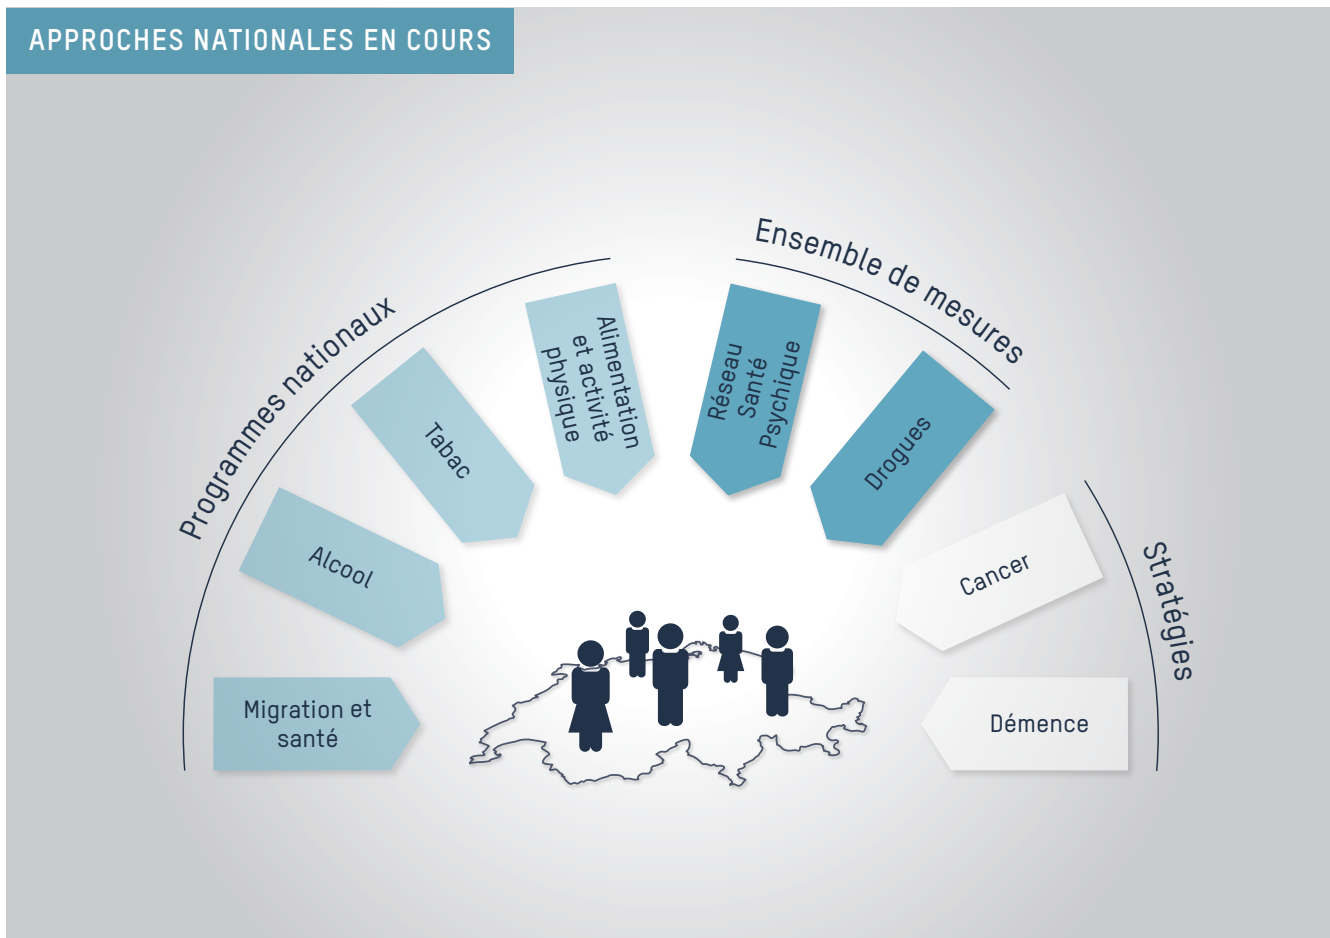 APPROCHES NATIONALES EN COURS
Programmes nationaux
Ensemble de mesures
Stratégies
Migration et
santé
Alcool
Tabac
Alimentation
et activité
physique
Réseau
Santé
Psychique
Drogues
Cancer
Démence